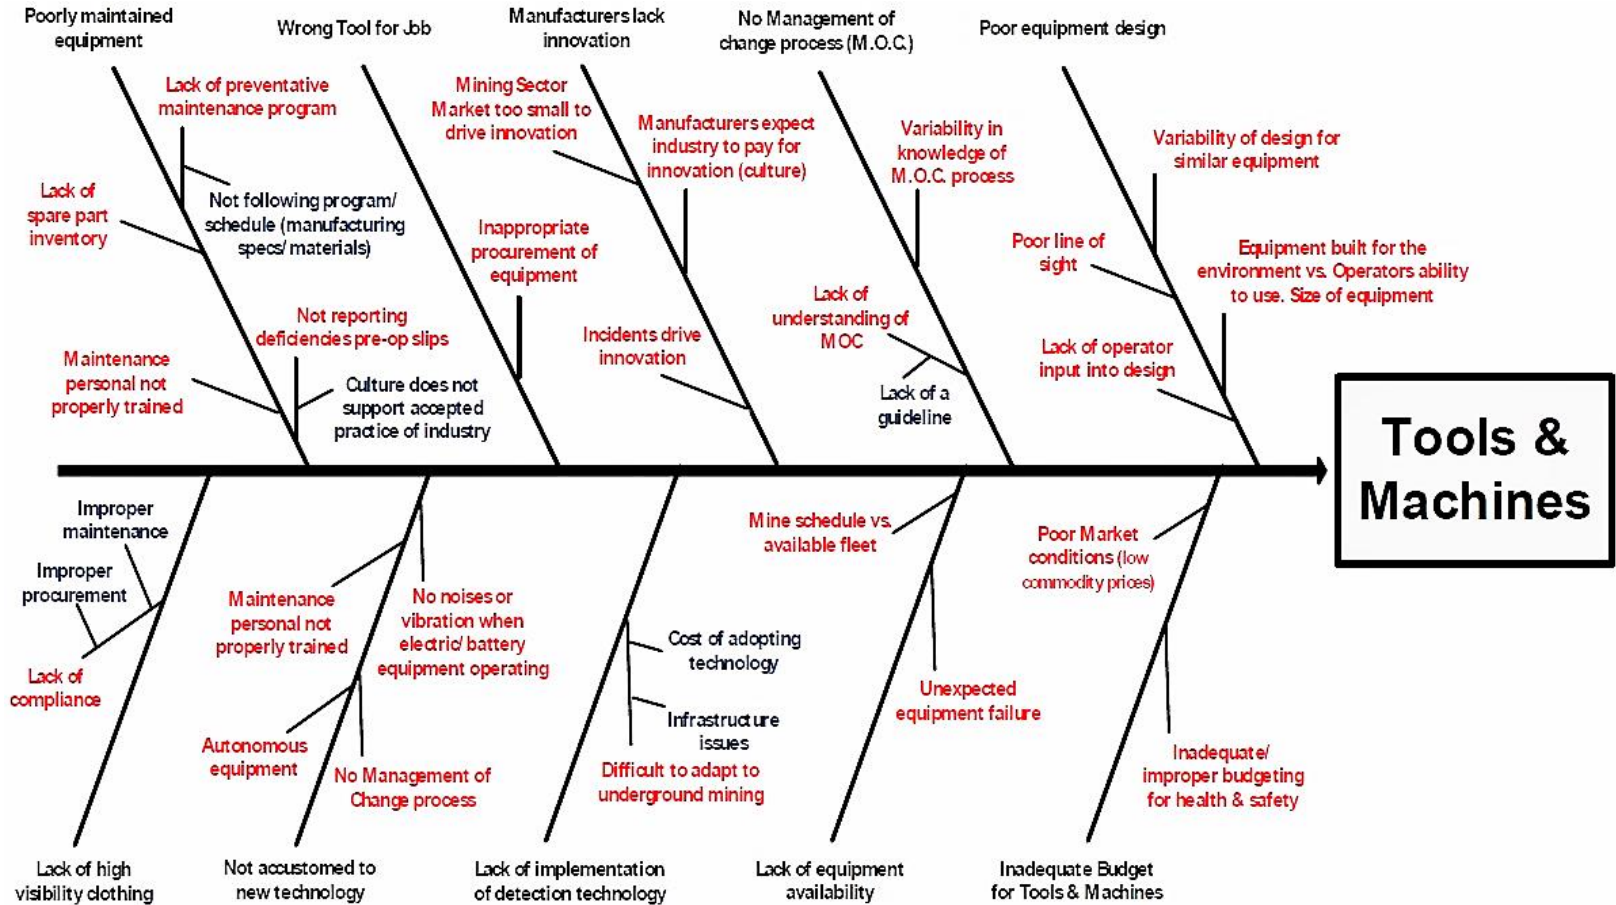 Poorly maintained
equipment
Wrong Tool for Job
Manufacturers lack
innovation
No Management of
change process (M.O.C.)
Poor equipment design
Lack of preventative
maintenance program
Not following program/
schedule (manufacturing
specs/materials)
Lack of
spare part
inventory
Not reporting
deficiencies pre-op slips
Culture does not
support accepted
practice of industry
Maintenance
personal not
properly trained
Inappropriate
procurement of
equipment
Mining Sector
Market too small to
drive innovation
Manufacturers expect
industry to pay for
innovation (culture)
Incidents drive
innovation
Variability in
knowledge of
M.O.C. process
Lack of
understanding of
MOC
Lack of a
guideline
Variability of design for
similar equipment
Poor line of
sight
Equipment built for the
environment vs. Operators ability
to use. Size of equipment
Lack of operator
input into design
Tools &
Machines
Improper
maintenance
Improper
procurement
Lack of
compliance
Lack of high
visibility clothing
Maintenance
personal not
properly trained
No noises or
vibration when
electric/battery
equipment operating
Autonomous
equipment
No Management of
Change process
Not accustomed to
new technology
Cost of adopting
technology
Infrastructure
issues
Difficult to adapt to
underground mining
Lack of implementation
of detection technology
Mine schedule vs.
available fleet
Unexpected
equipment failure
Lack of equipment
availability
Poor Market
conditions (low
commodity prices)
Inadequate/
improper budgeting
for health & safety
Inadequate Budget
for Tools & Machines